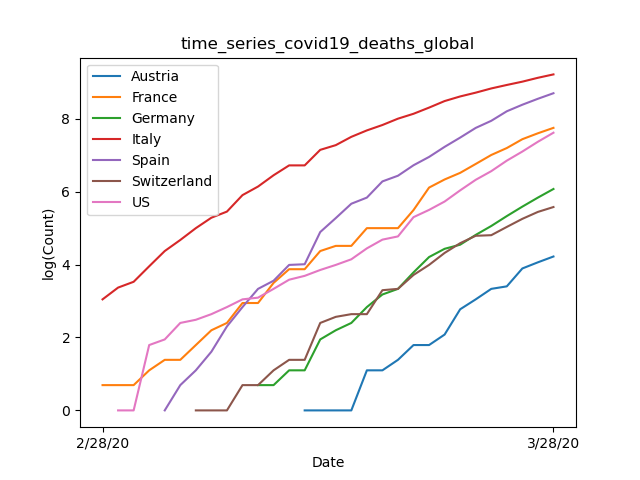 time_series_covid19_deaths_global
Austria
France
Germany
Italy
Spain
Switzerland
US
8
6
4
2
0
log(Count)
2/28/20
3/28/20
Date